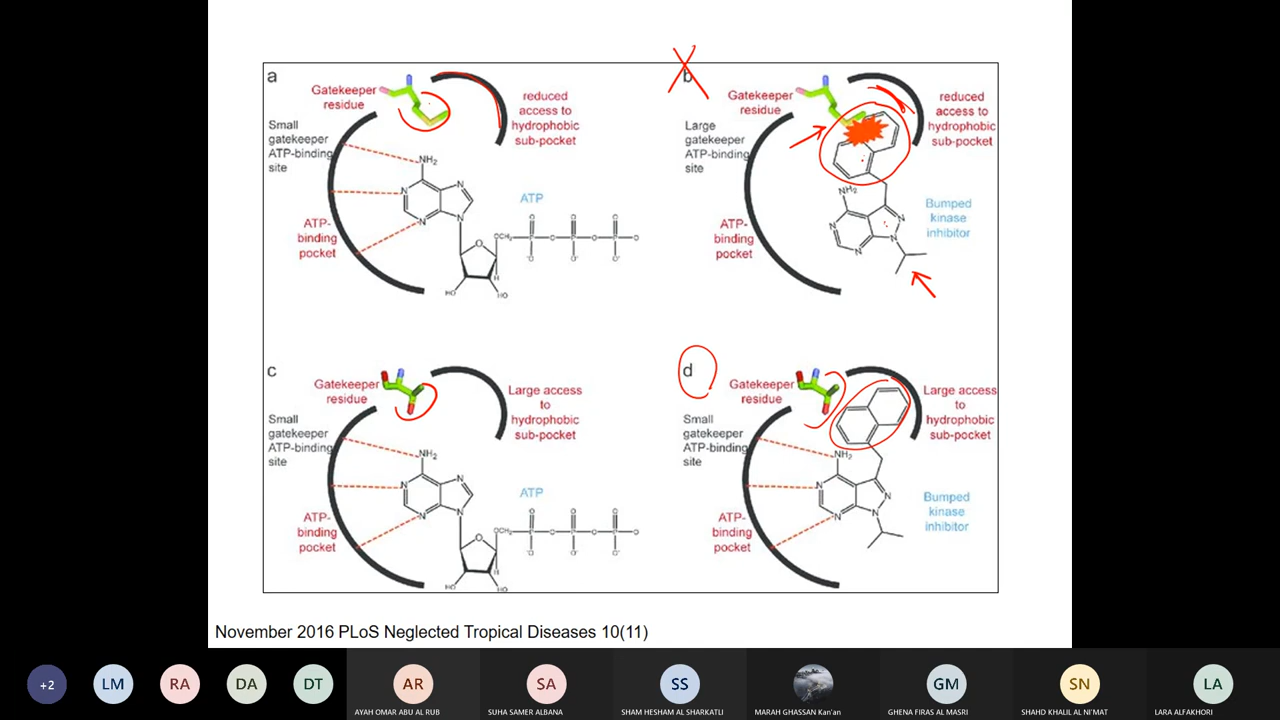 a
Gatekeeper
residue
Small
gatekeeper
ATP-binding
site
ATP-
binding
pocket
reduced
access to
hydrophobic
sub-pocket
ATP
NH₂
N
N
N
N
O
CH₂
P
O
P
O
P
O
O
O
O
⁻O
O⁻
O⁻
H
HO
HO
b
Gatekeeper
residue
Large
gatekeeper
ATP-binding
site
ATP-
binding
pocket
reduced
access to
hydrophobic
sub-pocket
Bumped
kinase
inhibitor
NH₂
N
N
N
N
c
Gatekeeper
residue
Small
gatekeeper
ATP-binding
site
ATP-
binding
pocket
Large access
to
hydrophobic
sub-pocket
ATP
NH₂
N
N
N
N
O
OCH₂
P
O
P
O
P
O
O
O
O
⁻O
O⁻
O⁻
H
HO
HO
d
Gatekeeper
residue
Small
gatekeeper
ATP-binding
site
ATP-
binding
pocket
Large access
to
hydrophobic
sub-pocket
Bumped
kinase
inhibitor
NH₂
N
N
N
N
November 2016 PLoS Neglected Tropical Diseases 10(11)
+2 LM RA DA DT AR SA SS GM SN LA
AYAH OMAR ABU AL RUB SUHA SAMER ALBANA SHAM HESHAM AL SHARKATLI MARAH GHASSAN Kan'an GHENA FIRAS AL MASRI SHAHD KHALIL AL NI'MAT LARA ALFAKHORI